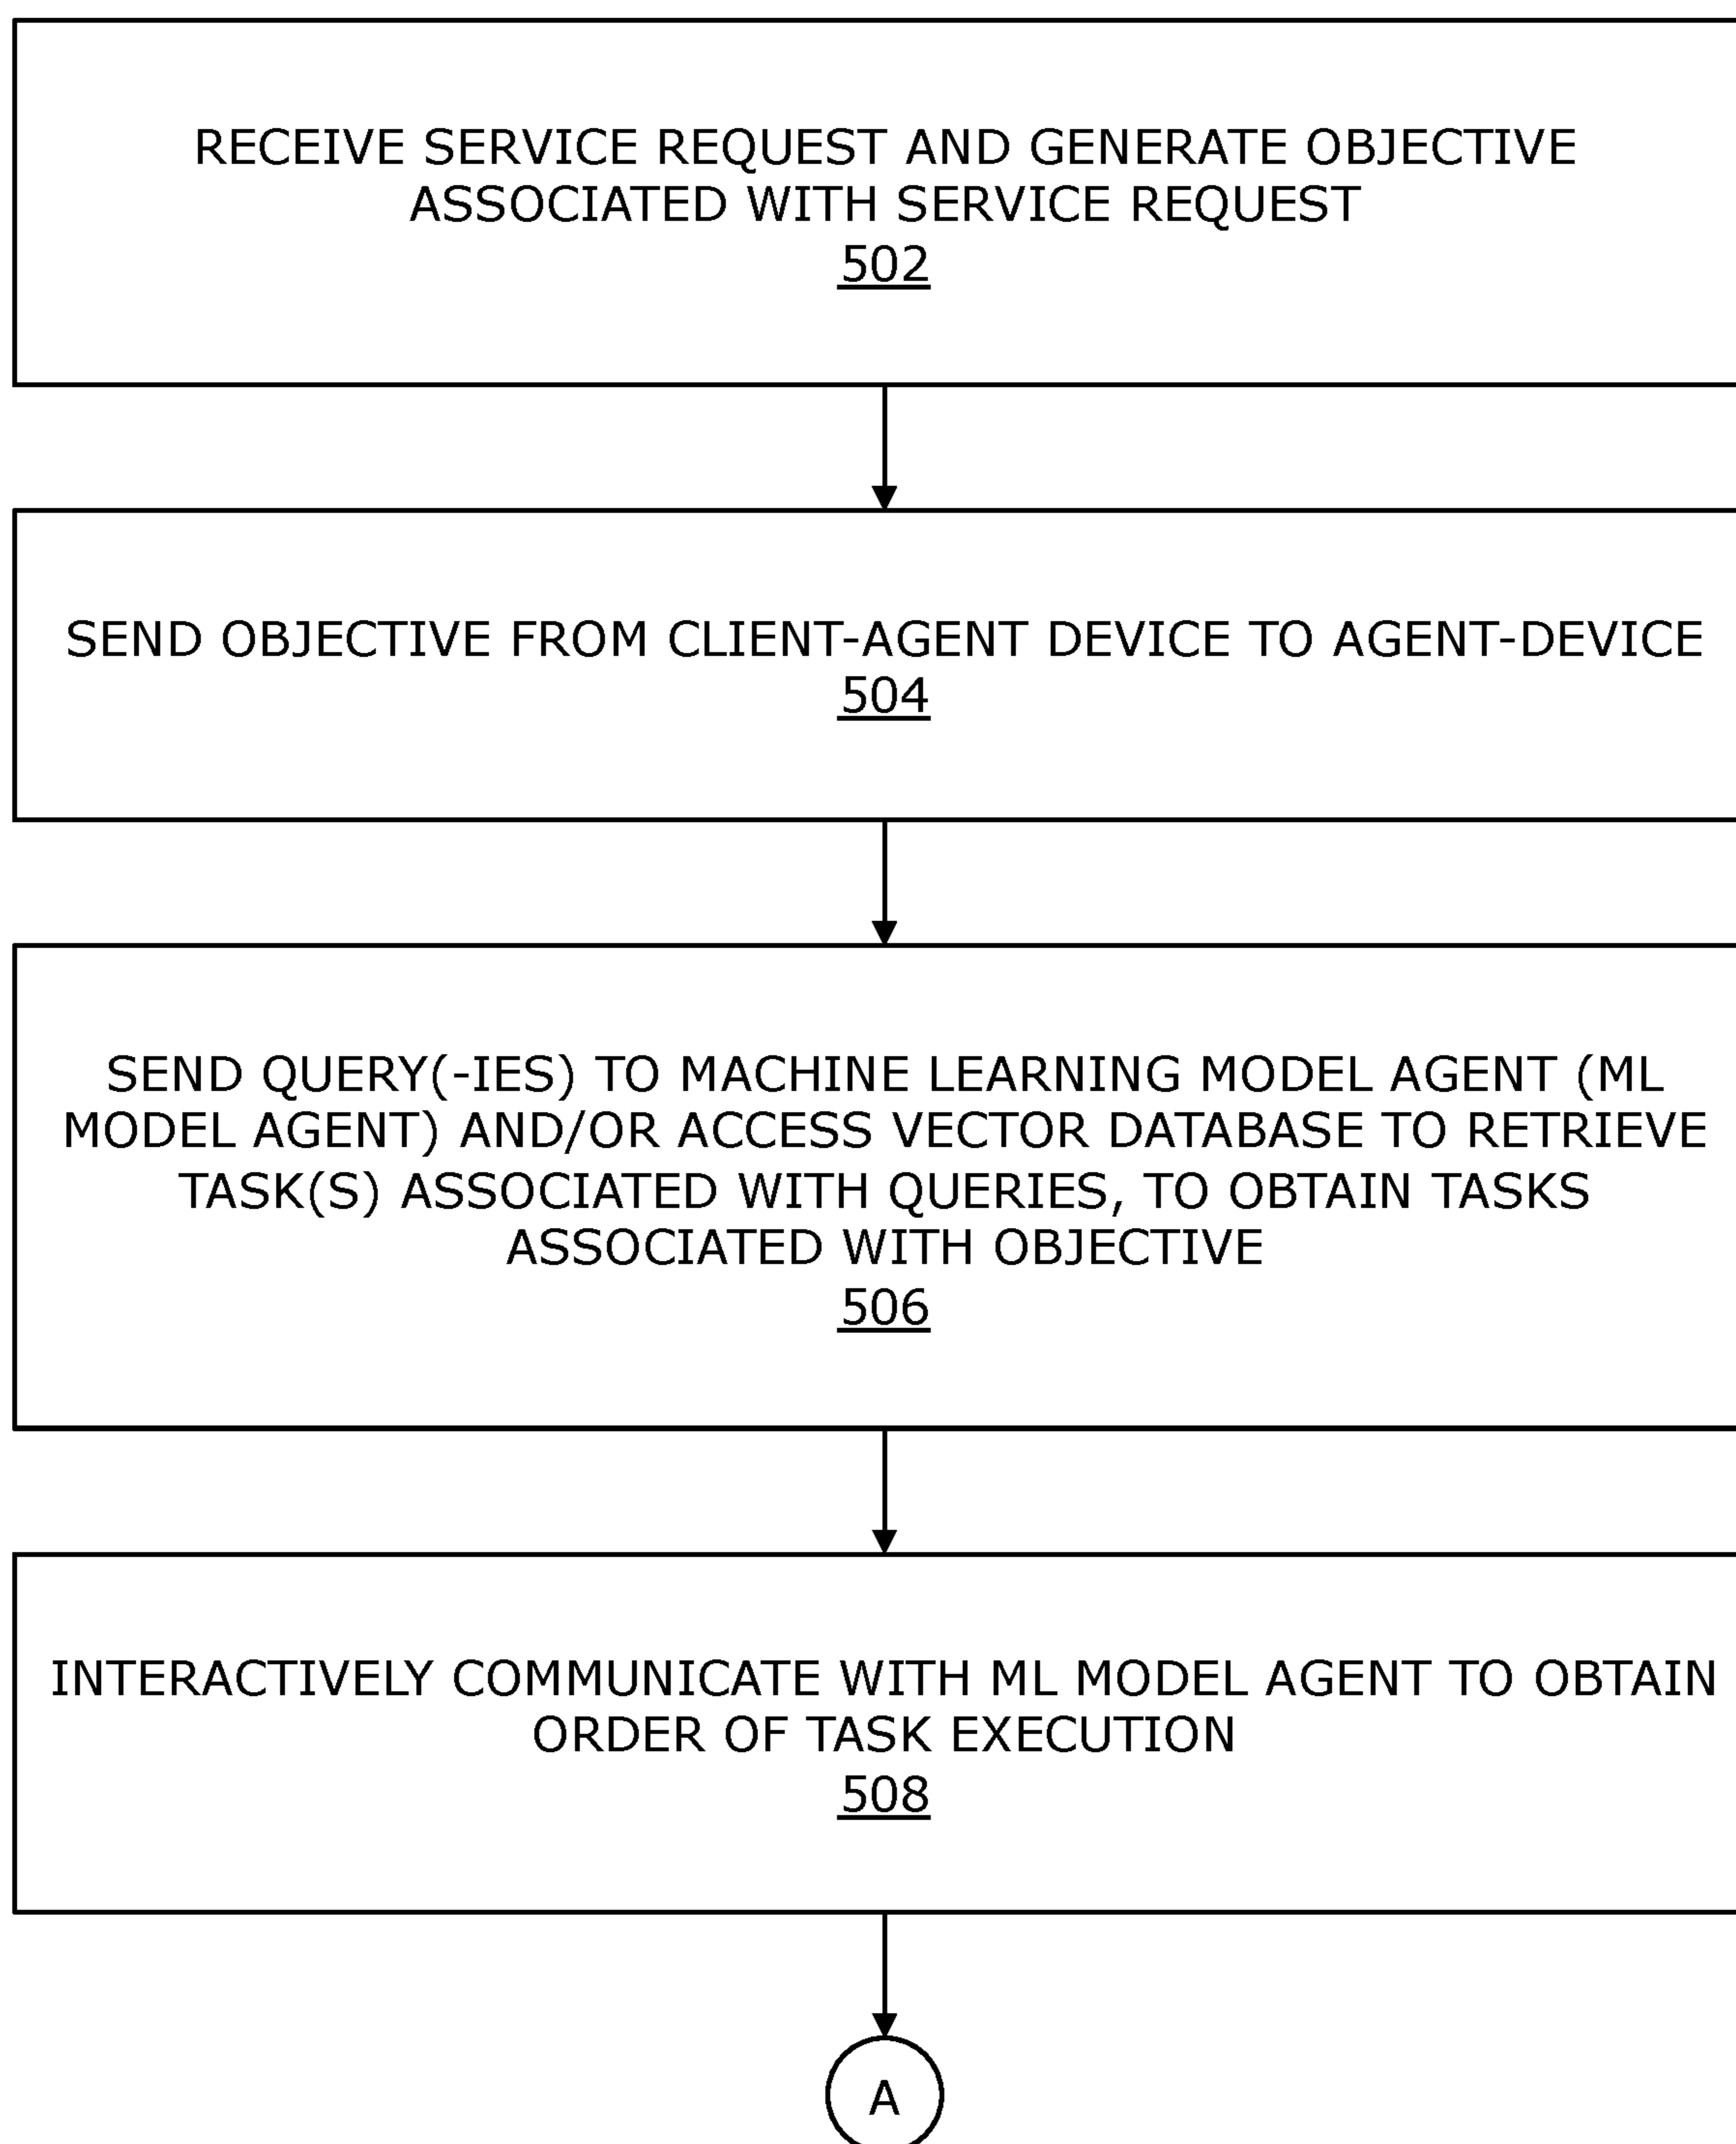 RECEIVE SERVICE REQUEST AND GENERATE OBJECTIVE
ASSOCIATED WITH SERVICE REQUEST
502
SEND OBJECTIVE FROM CLIENT-AGENT DEVICE TO AGENT-DEVICE
504
SEND QUERY(-IES) TO MACHINE LEARNING MODEL AGENT (ML
MODEL AGENT) AND/OR ACCESS VECTOR DATABASE TO RETRIEVE
TASK(S) ASSOCIATED WITH QUERIES, TO OBTAIN TASKS
ASSOCIATED WITH OBJECTIVE
506
INTERACTIVELY COMMUNICATE WITH ML MODEL AGENT TO OBTAIN
ORDER OF TASK EXECUTION
508
A